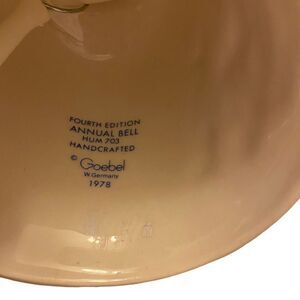 FOURTH EDITION
ANNUAL BELL
HUM 703
HANDCRAFTED
© Goebel
W. Germany
1978